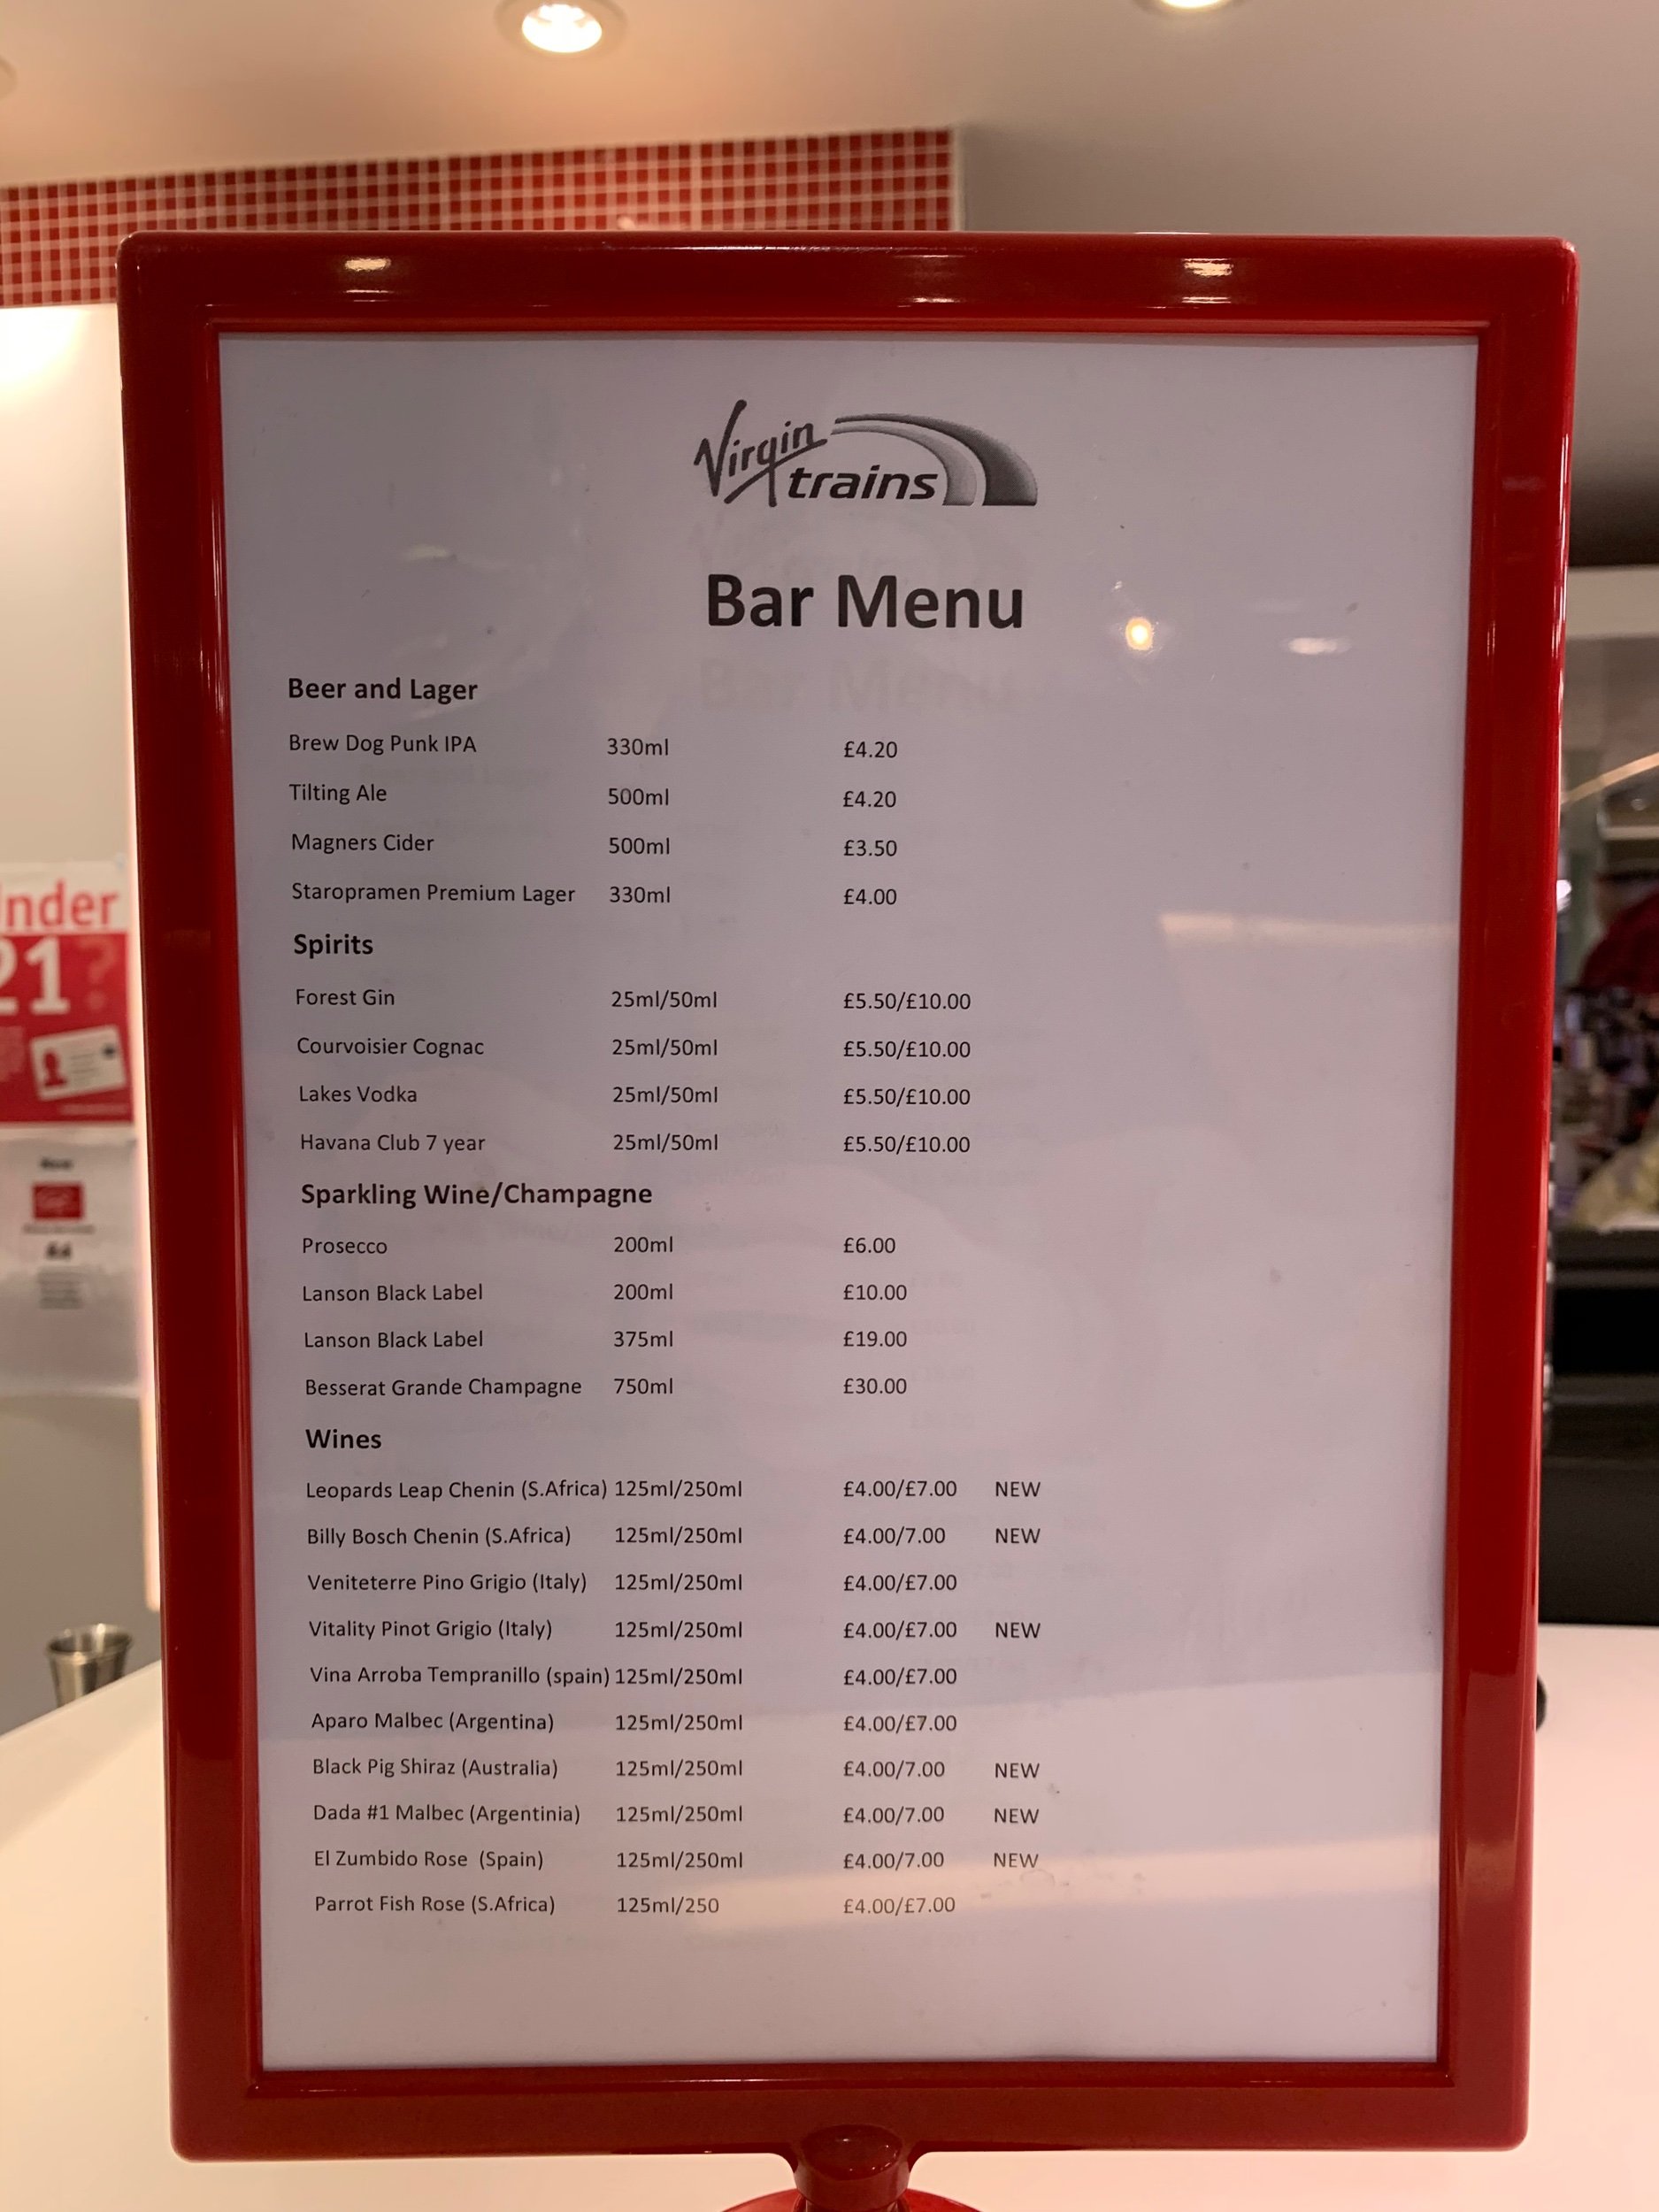 Virgin
trains
Bar Menu
Beer and Lager
Brew Dog Punk IPA 330ml £4.20
Tilting Ale 500ml £4.20
Magners Cider 500ml £3.50
Staropramen Premium Lager 330ml £4.00
Spirits
Forest Gin 25ml/50ml £5.50/£10.00
Courvoisier Cognac 25ml/50ml £5.50/£10.00
Lakes Vodka 25ml/50ml £5.50/£10.00
Havana Club 7 year 25ml/50ml £5.50/£10.00
Sparkling Wine/Champagne
Prosecco 200ml £6.00
Lanson Black Label 200ml £10.00
Lanson Black Label 375ml £19.00
Besserat Grande Champagne 750ml £30.00
Wines
Leopards Leap Chenin (S.Africa) 125ml/250ml £4.00/£7.00 NEW
Billy Bosch Chenin (S.Africa) 125ml/250ml £4.00/7.00 NEW
Veniteterre Pino Grigio (Italy) 125ml/250ml £4.00/£7.00
Vitality Pinot Grigio (Italy) 125ml/250ml £4.00/£7.00 NEW
Vina Arroba Tempranillo (spain) 125ml/250ml £4.00/£7.00
Aparo Malbec (Argentina) 125ml/250ml £4.00/£7.00
Black Pig Shiraz (Australia) 125ml/250ml £4.00/7.00 NEW
Dada #1 Malbec (Argentinia) 125ml/250ml £4.00/7.00 NEW
El Zumbido Rose (Spain) 125ml/250ml £4.00/7.00 NEW
Parrot Fish Rose (S.Africa) 125ml/250 £4.00/£7.00
nder
21?